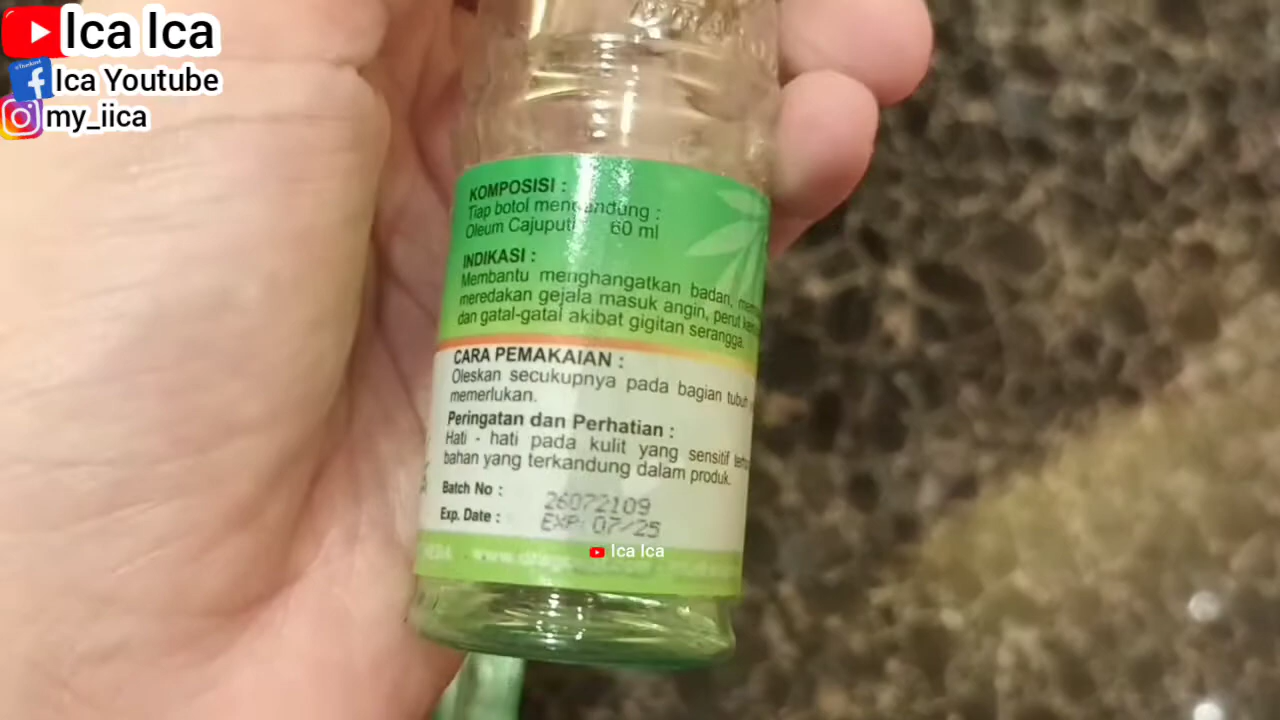 Ica Ica
Ica Youtube
my_iica
KOMPOSISI :
Tiap botol mengandung :
Oleum Cajuputi 60 ml
INDIKASI :
Membantu menghangatkan badan,
meredakan gejala masuk angin, perut
dan gatal-gatal akibat gigitan serangga.
CARA PEMAKAIAN :
Oleskan secukupnya pada bagian tubuh
memerlukan.
Peringatan dan Perhatian :
Hati - hati pada kulit yang sensitif
bahan yang terkandung dalam produk.
Batch No : 26072109
Exp. Date : EXP: 07/25
Ica Ica